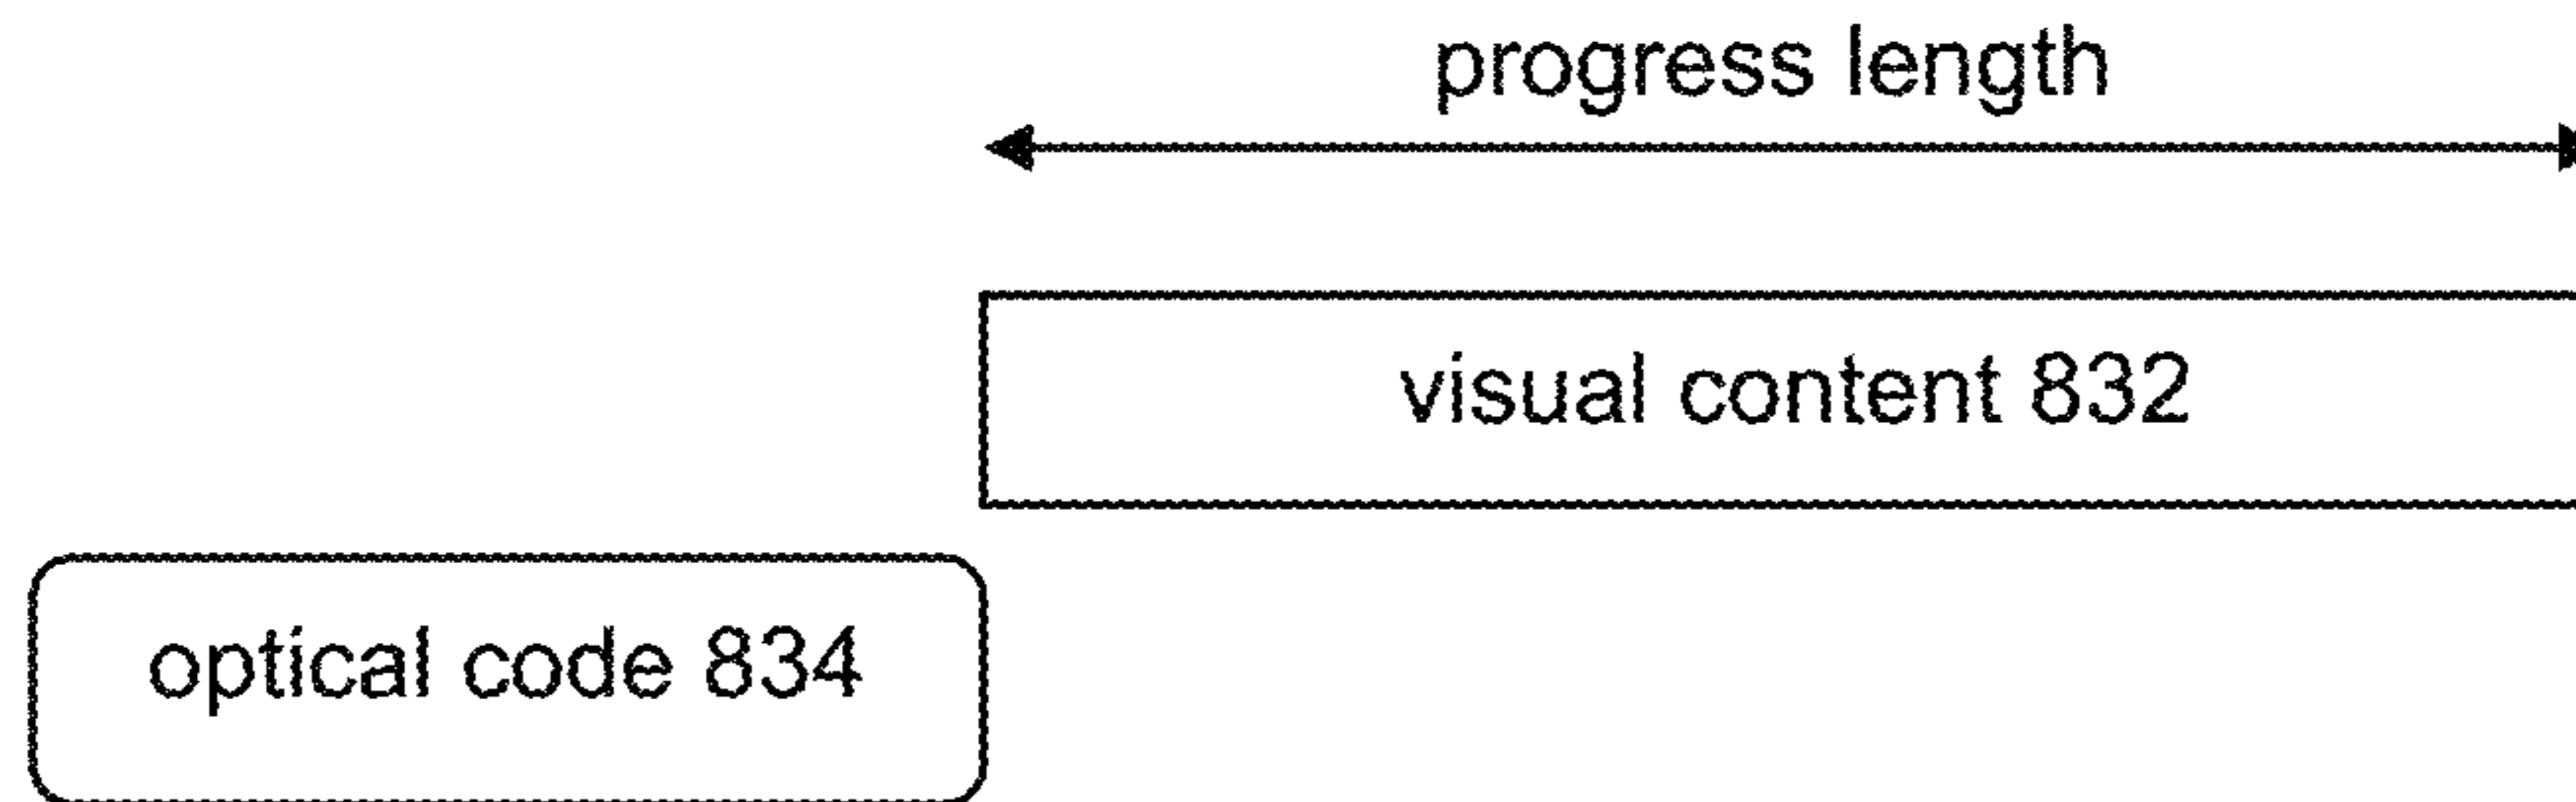 progress length
visual content 832
optical code 834